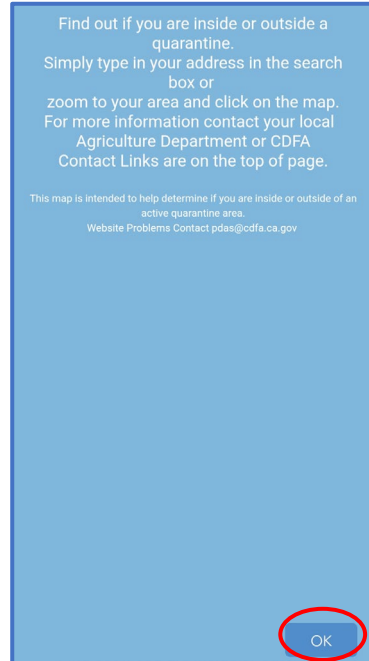 Find out if you are inside or outside a
quarantine.
Simply type in your address in the search
box or
zoom to your area and click on the map.
For more information contact your local
Agriculture Department or CDFA
Contact Links are on the top of page.
This map is intended to help determine if you are inside or outside of an
active quarantine area.
Website Problems Contact pdas@cdfa.ca.gov
OK